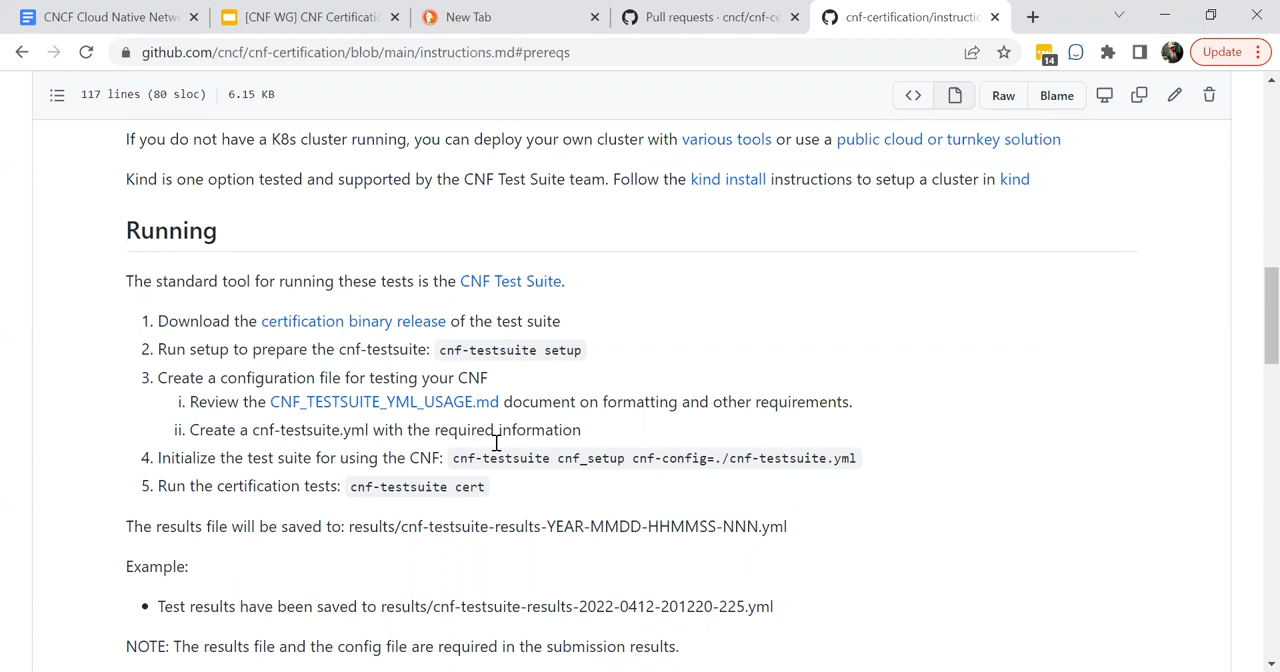 CNCF Cloud Native Netw
[CNF WG] CNF Certificatio
New Tab
Pull requests · cncf/cnf-ce
cnf-certification/instructio
github.com/cncf/cnf-certification/blob/main/instructions.md#prereqs
14
Update
117 lines (80 sloc)
6.15 KB
Raw
Blame
If you do not have a K8s cluster running, you can deploy your own cluster with various tools or use a public cloud or turnkey solution
Kind is one option tested and supported by the CNF Test Suite team. Follow the kind install instructions to setup a cluster in kind
Running
The standard tool for running these tests is the CNF Test Suite.
1. Download the certification binary release of the test suite
2. Run setup to prepare the cnf-testsuite: cnf-testsuite setup
3. Create a configuration file for testing your CNF
i. Review the CNF_TESTSUITE_YML_USAGE.md document on formatting and other requirements.
ii. Create a cnf-testsuite.yml with the required information
4. Initialize the test suite for using the CNF: cnf-testsuite cnf_setup cnf-config=./cnf-testsuite.yml
5. Run the certification tests: cnf-testsuite cert
The results file will be saved to: results/cnf-testsuite-results-YEAR-MMDD-HHMMSS-NNN.yml
Example:
• Test results have been saved to results/cnf-testsuite-results-2022-0412-201220-225.yml
NOTE: The results file and the config file are required in the submission results.